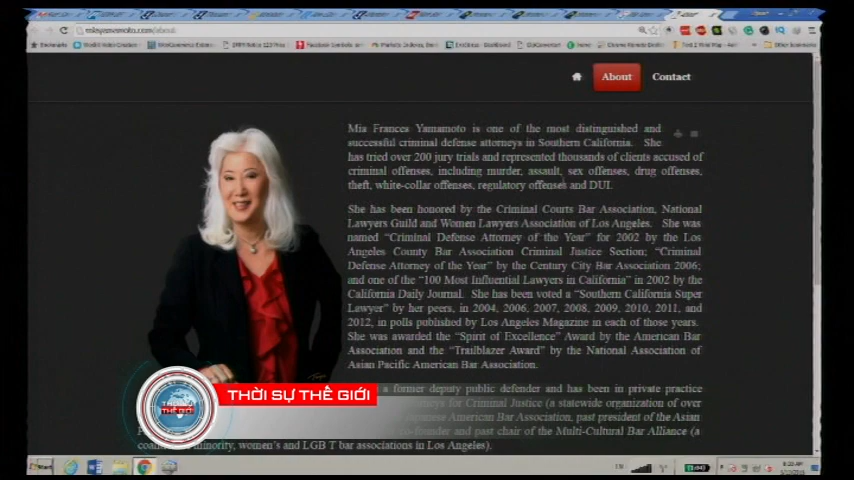 miayamamoto.com/about
About
Contact
Mia Frances Yamamoto is one of the most distinguished and
successful criminal defense attorneys in Southern California. She
has tried over 200 jury trials and represented thousands of clients accused of
criminal offenses, including murder, assault, sex offenses, drug offenses,
theft, white-collar offenses, regulatory offenses and DUI.
She has been honored by the Criminal Courts Bar Association, National
Lawyers Guild and Women Lawyers Association of Los Angeles. She was
named “Criminal Defense Attorney of the Year” for 2002 by the Los
Angeles County Bar Association Criminal Justice Section; “Criminal
Defense Attorney of the Year” by the Century City Bar Association 2006;
and one of the “100 Most Influential Lawyers in California” in 2002 by the
California Daily Journal. She has been voted a “Southern California Super
Lawyer” by her peers, in 2004, 2006, 2007, 2008, 2009, 2010, 2011, and
2012, in polls published by Los Angeles Magazine in each of those years.
She was awarded the “Spirit of Excellence” Award by the American Bar
Association and the “Trailblazer Award” by the National Association of
Asian Pacific American Bar Association.
a former deputy public defender and has been in private practice
for Criminal Justice (a statewide organization of over
American Bar Association, past president of the Asian
co-founder and past chair of the Multi-Cultural Bar Alliance (a
minority, women’s and LGB T bar associations in Los Angeles).
THỜI SỰ THẾ GIỚI
THỜI SỰ
THẾ GIỚI
Start
EN